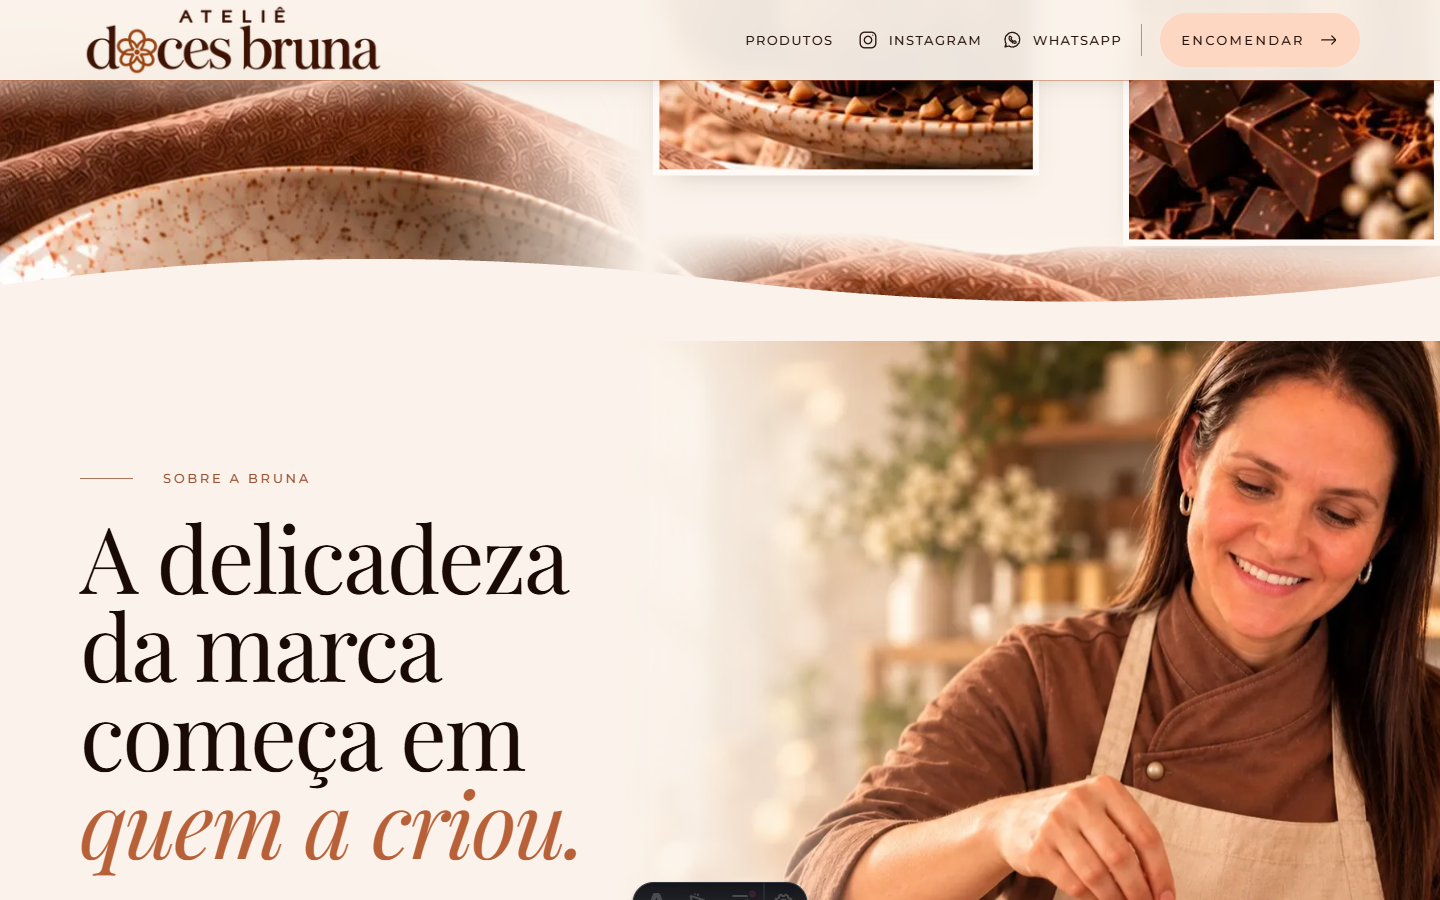 ATELIÊ
doces bruna
PRODUTOS
INSTAGRAM
WHATSAPP
ENCOMENDAR
SOBRE A BRUNA
A delicadeza
da marca
começa em
quem a criou.